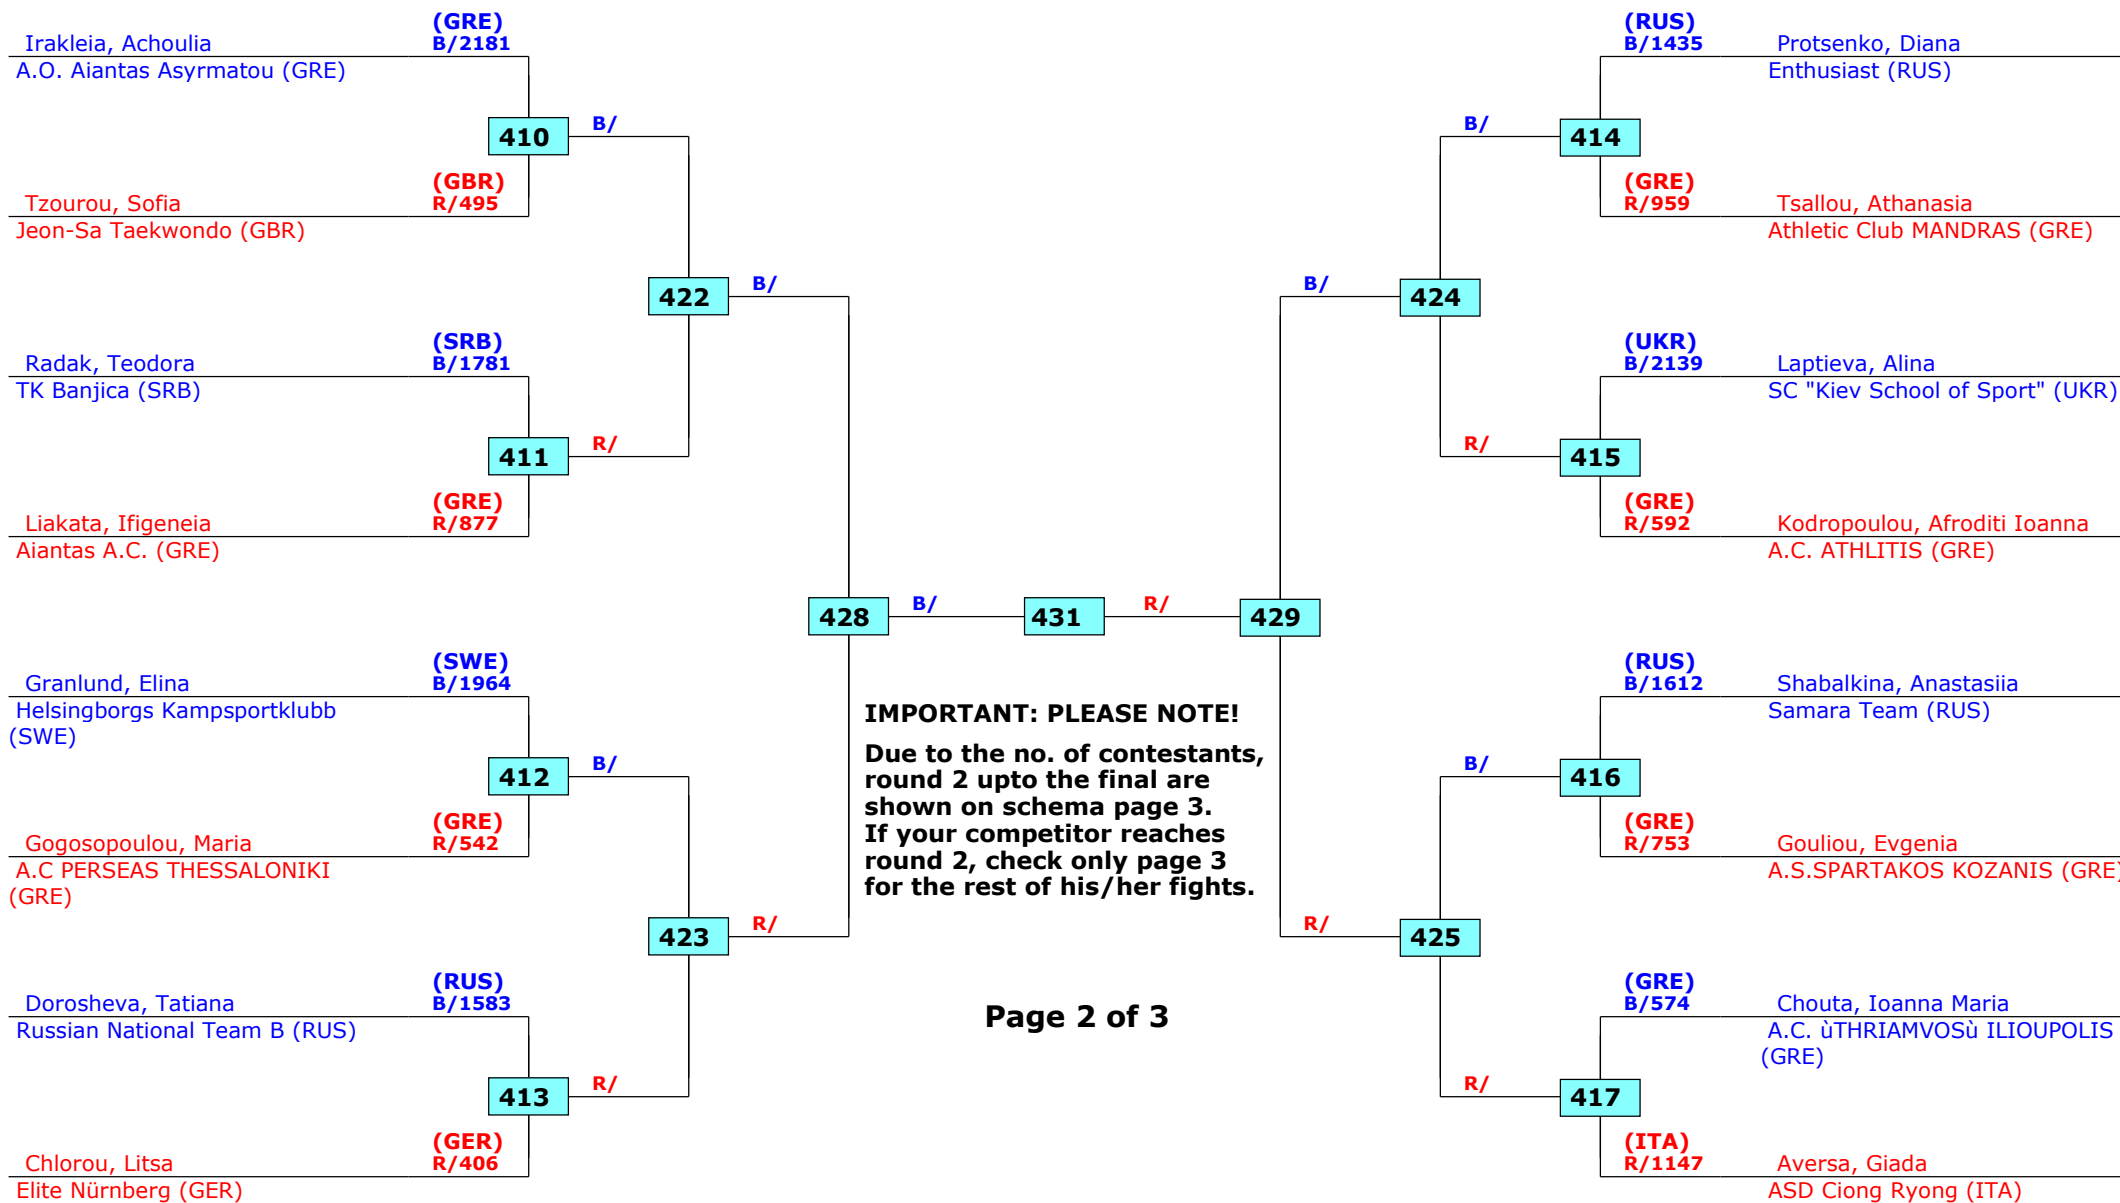 (GRE)
Irakleia, Achoulia B/2181
A.O. Aiantas Asyrmatou (GRE)
410 B/
(GBR)
Tzourou, Sofia R/495
Jeon-Sa Taekwondo (GBR)
422 B/
(SRB)
Radak, Teodora B/1781
TK Banjica (SRB)
411 R/
(GRE)
Liakata, Ifigeneia R/877
Aiantas A.C. (GRE)
428 B/ 431 R/ 429
(SWE)
Granlund, Elina B/1964
Helsingborgs Kampsportklubb
(SWE)
412 B/
(GRE)
Gogosopoulou, Maria R/542
A.C PERSEAS THESSALONIKI
(GRE)
423 R/
(RUS)
Dorosheva, Tatiana B/1583
Russian National Team B (RUS)
413 R/
(GER)
Chlorou, Litsa R/406
Elite Nürnberg (GER)
IMPORTANT: PLEASE NOTE!
Due to the no. of contestants,
round 2 upto the final are
shown on schema page 3.
If your competitor reaches
round 2, check only page 3
for the rest of his/her fights.
Page 2 of 3
(RUS)
B/1435 Protsenko, Diana
Enthusiast (RUS)
B/ 414
(GRE)
R/959 Tsallou, Athanasia
Athletic Club MANDRAS (GRE)
B/ 424
(UKR)
B/2139 Laptieva, Alina
SC "Kiev School of Sport" (UKR)
R/ 415
(GRE)
R/592 Kodropoulou, Afroditi Ioanna
A.C. ATHLITIS (GRE)
(RUS)
B/1612 Shabalkina, Anastasiia
Samara Team (RUS)
B/ 416
(GRE)
R/753 Gouliou, Evgenia
A.S.SPARTAKOS KOZANIS (GRE)
R/ 425
(GRE)
B/574 Chouta, Ioanna Maria
A.C. ùTHRIAMVOSù ILIOUPOLIS
(GRE)
R/ 417
(ITA)
R/1147 Aversa, Giada
ASD Ciong Ryong (ITA)